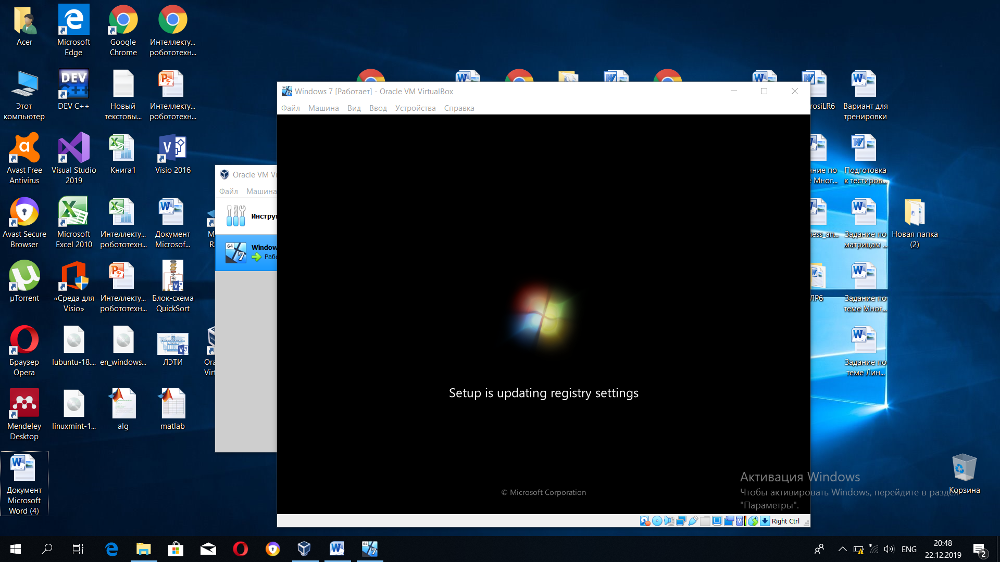 Acer
Microsoft
Edge
Google
Chrome
Интеллекту...
робототехн...
Этот
компьютер
DEV
C++
DEV C++
Новый
текстовы...
Интеллекту...
робототехн...
Avast Free
Antivirus
Visual Studio
2019
Книга1
Visio 2016
Avast Secure
Browser
Microsoft
Excel 2010
Интеллекту...
робототехн...
Документ
Microsof...
µTorrent
«Среда для
Visio»
Интеллекту...
робототехн...
Блок-схема
QuickSort
Браузер
Opera
lubuntu-18....
en_windows...
ЛЭТИ
Mendeley
Desktop
linuxmint-1...
alg
matlab
Документ
Microsoft
Word (4)
Oracle VM Vi
Файл Машина
Инстру
64
Window
Рабо
Windows 7 [Работает] - Oracle VM VirtualBox
Файл Машина Вид Ввод Устройства Справка
Setup is updating registry settings
© Microsoft Corporation
Right Ctrl
rosiLR6
Вариант для
тренировки
ание по
е Мног...
Подготовка
к тестиров...
ness_an...
Задание по
матрицам ...
Новая папка
(2)
ЛР6
Задание по
теме Мног...
Задание по
теме Лин...
Активация Windows
Чтобы активировать Windows, перейдите в раздел
"Параметры".
Корзина
ENG
20:48
22.12.2019
2